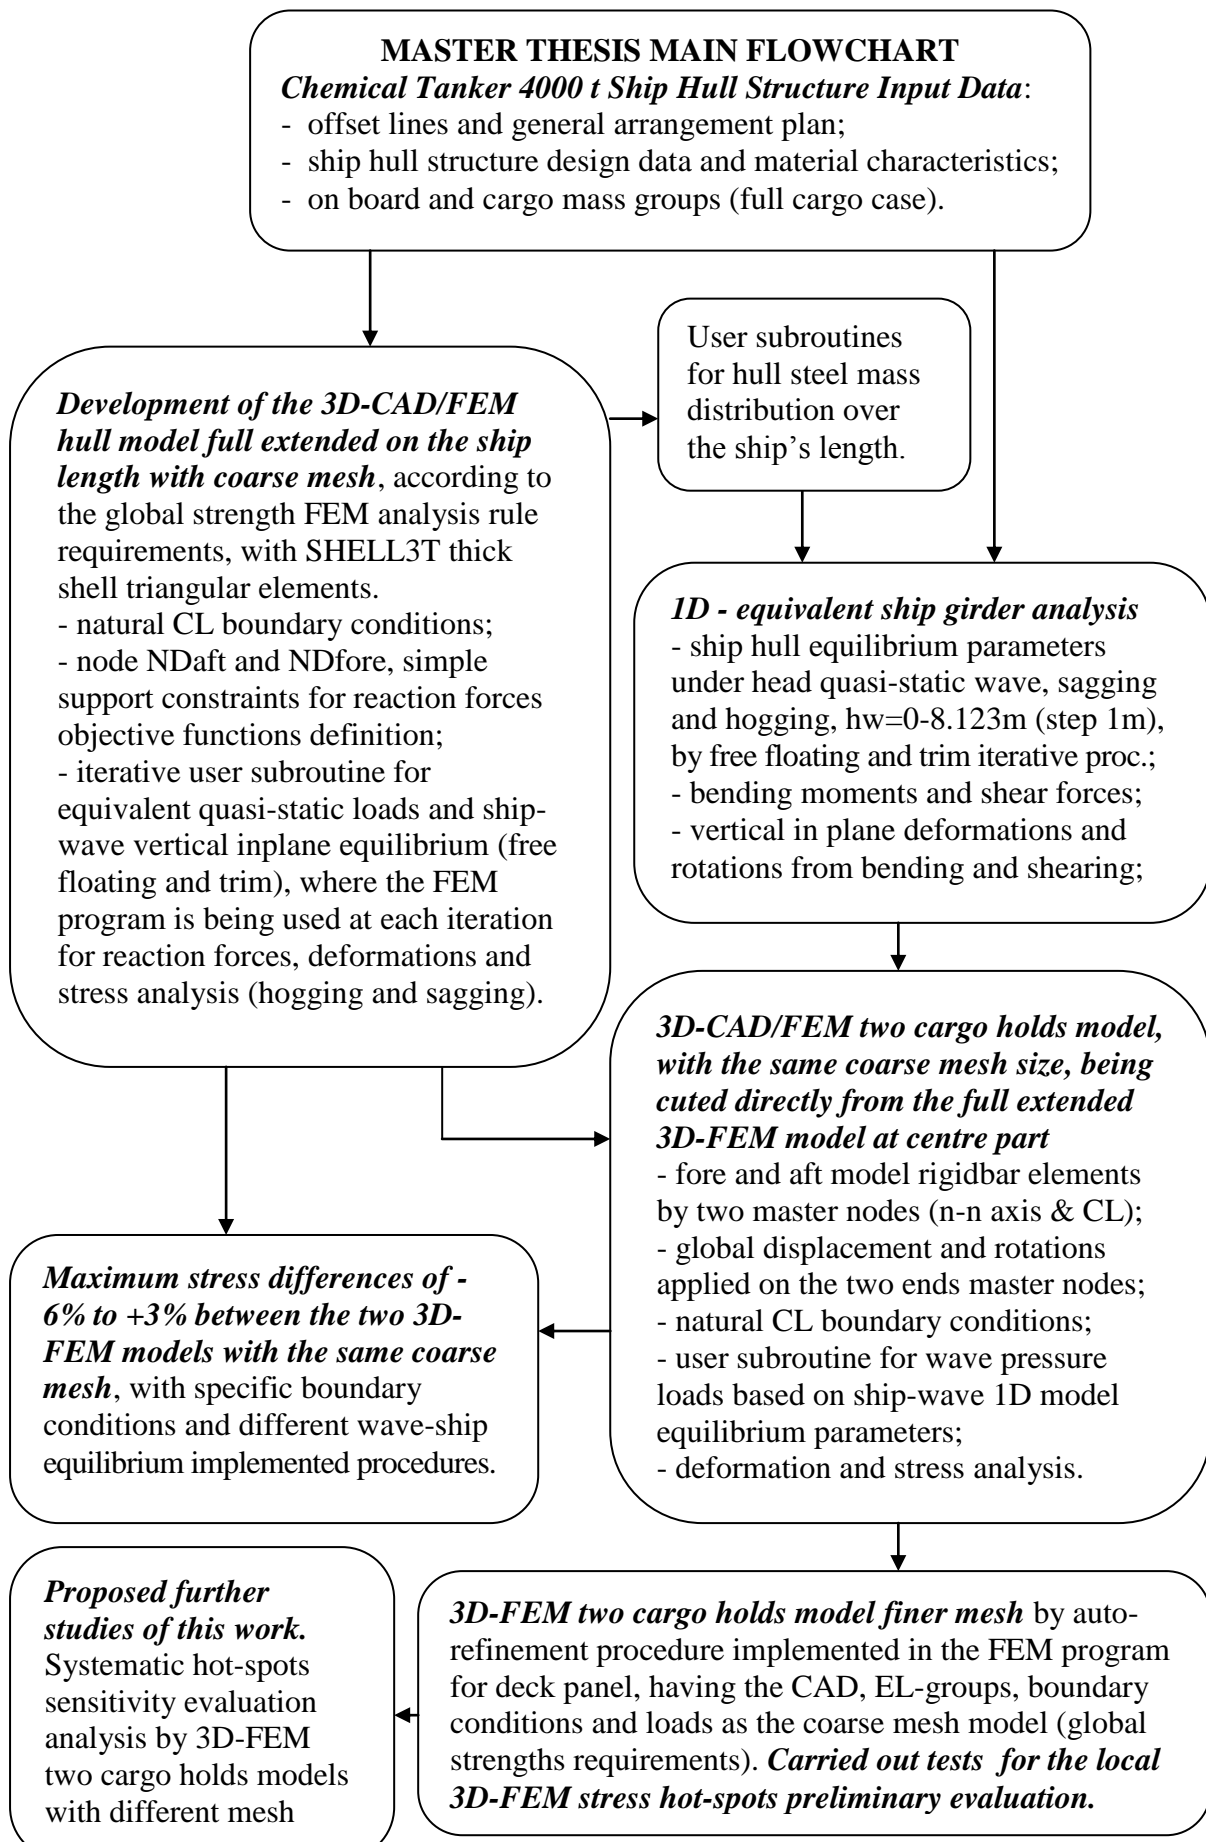 MASTER THESIS MAIN FLOWCHART
Chemical Tanker 4000 t Ship Hull Structure Input Data:
- offset lines and general arrangement plan;
- ship hull structure design data and material characteristics;
- on board and cargo mass groups (full cargo case).
User subroutines
for hull steel mass
distribution over
the ship’s length.
Development of the 3D-CAD/FEM
hull model full extended on the ship
length with coarse mesh, according to
the global strength FEM analysis rule
requirements, with SHELL3T thick
shell triangular elements.
- natural CL boundary conditions;
- node NDaft and NDfore, simple
support constraints for reaction forces
objective functions definition;
- iterative user subroutine for
equivalent quasi-static loads and ship-
wave vertical inplane equilibrium (free
floating and trim), where the FEM
program is being used at each iteration
for reaction forces, deformations and
stress analysis (hogging and sagging).
1D - equivalent ship girder analysis
- ship hull equilibrium parameters
under head quasi-static wave, sagging
and hogging, hw=0-8.123m (step 1m),
by free floating and trim iterative proc.;
- bending moments and shear forces;
- vertical in plane deformations and
rotations from bending and shearing;
3D-CAD/FEM two cargo holds model,
with the same coarse mesh size, being
cuted directly from the full extended
3D-FEM model at centre part
- fore and aft model rigidbar elements
by two master nodes (n-n axis & CL);
- global displacement and rotations
applied on the two ends master nodes;
- natural CL boundary conditions;
- user subroutine for wave pressure
loads based on ship-wave 1D model
equilibrium parameters;
- deformation and stress analysis.
Maximum stress differences of -
6% to +3% between the two 3D-
FEM models with the same coarse
mesh, with specific boundary
conditions and different wave-ship
equilibrium implemented procedures.
Proposed further
studies of this work.
Systematic hot-spots
sensitivity evaluation
analysis by 3D-FEM
two cargo holds models
with different mesh
3D-FEM two cargo holds model finer mesh by auto-
refinement procedure implemented in the FEM program
for deck panel, having the CAD, EL-groups, boundary
conditions and loads as the coarse mesh model (global
strengths requirements). Carried out tests for the local
3D-FEM stress hot-spots preliminary evaluation.